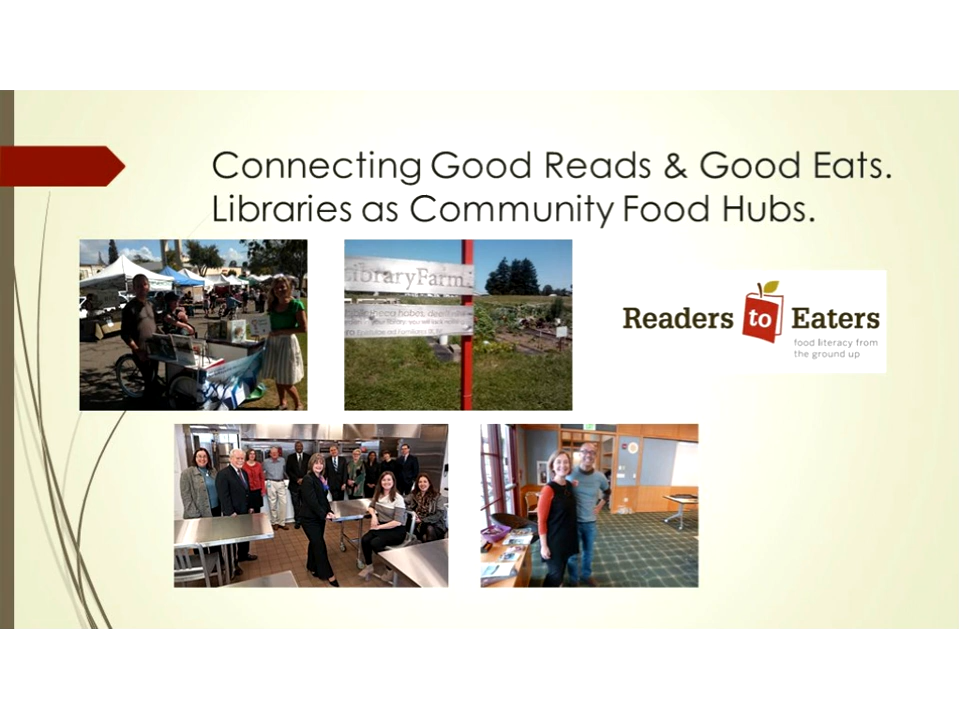 Connecting Good Reads & Good Eats.
Libraries as Community Food Hubs.
LibraryFarm
Readers to Eaters
food literacy from
the ground up